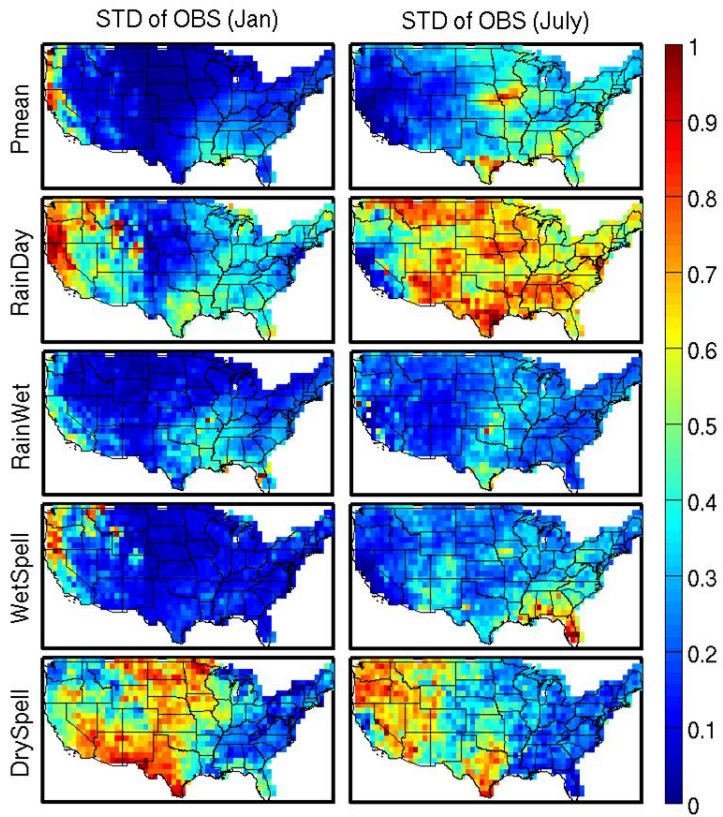 STD of OBS (Jan)
STD of OBS (July)
Pmean
RainDay
RainWet
WetSpell
DrySpell
1
0.9
0.8
0.7
0.6
0.5
0.4
0.3
0.2
0.1
0